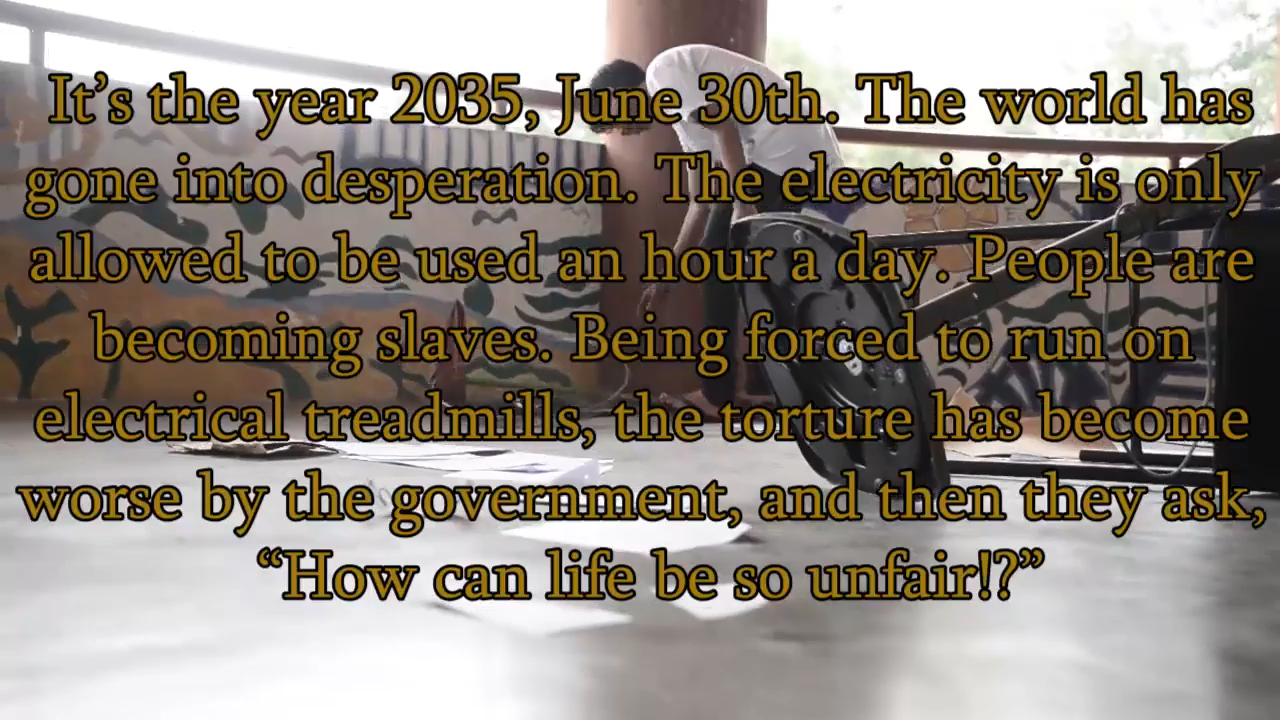 It’s the year 2035, June 30th. The world has
gone into desperation. The electricity is only
allowed to be used an hour a day. People are
becoming slaves. Being forced to run on
electrical treadmills, the torture has become
worse by the government, and then they ask,
“How can life be so unfair!?”